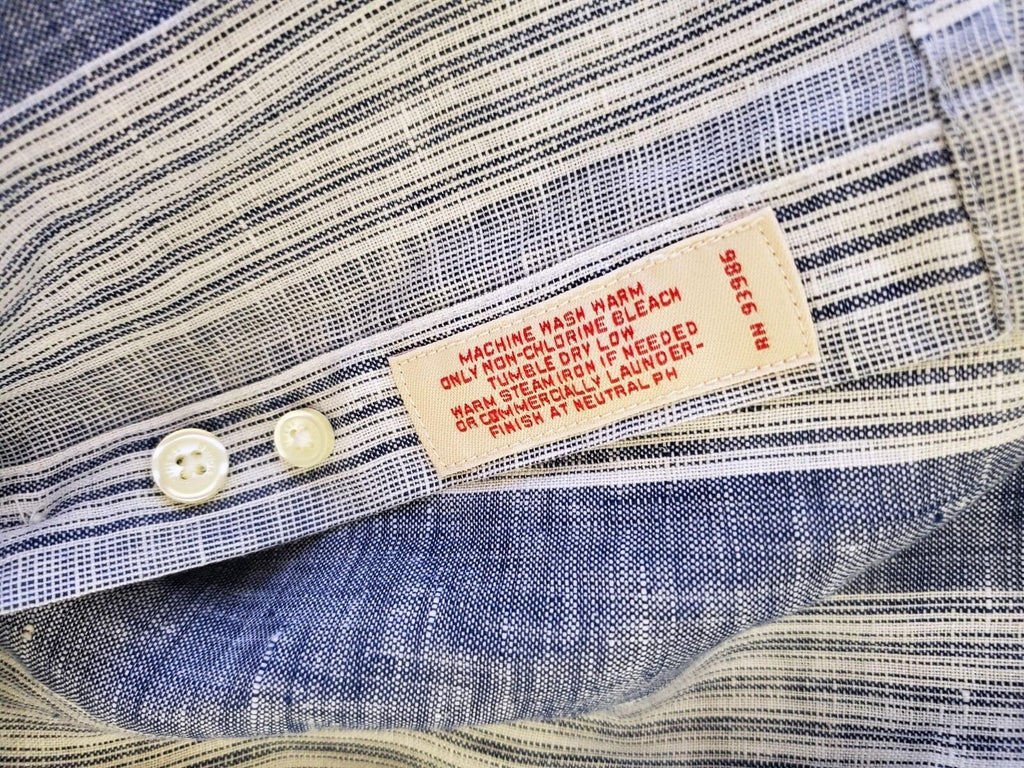 MACHINE WASH WARM
ONLY NON-CHLORINE BLEACH
TUMBLE DRY LOW
WARM STEAM IRON IF NEEDED
OR COMMERCIALLY LAUNDER-
FINISH AT NEUTRAL PH
RN 93986